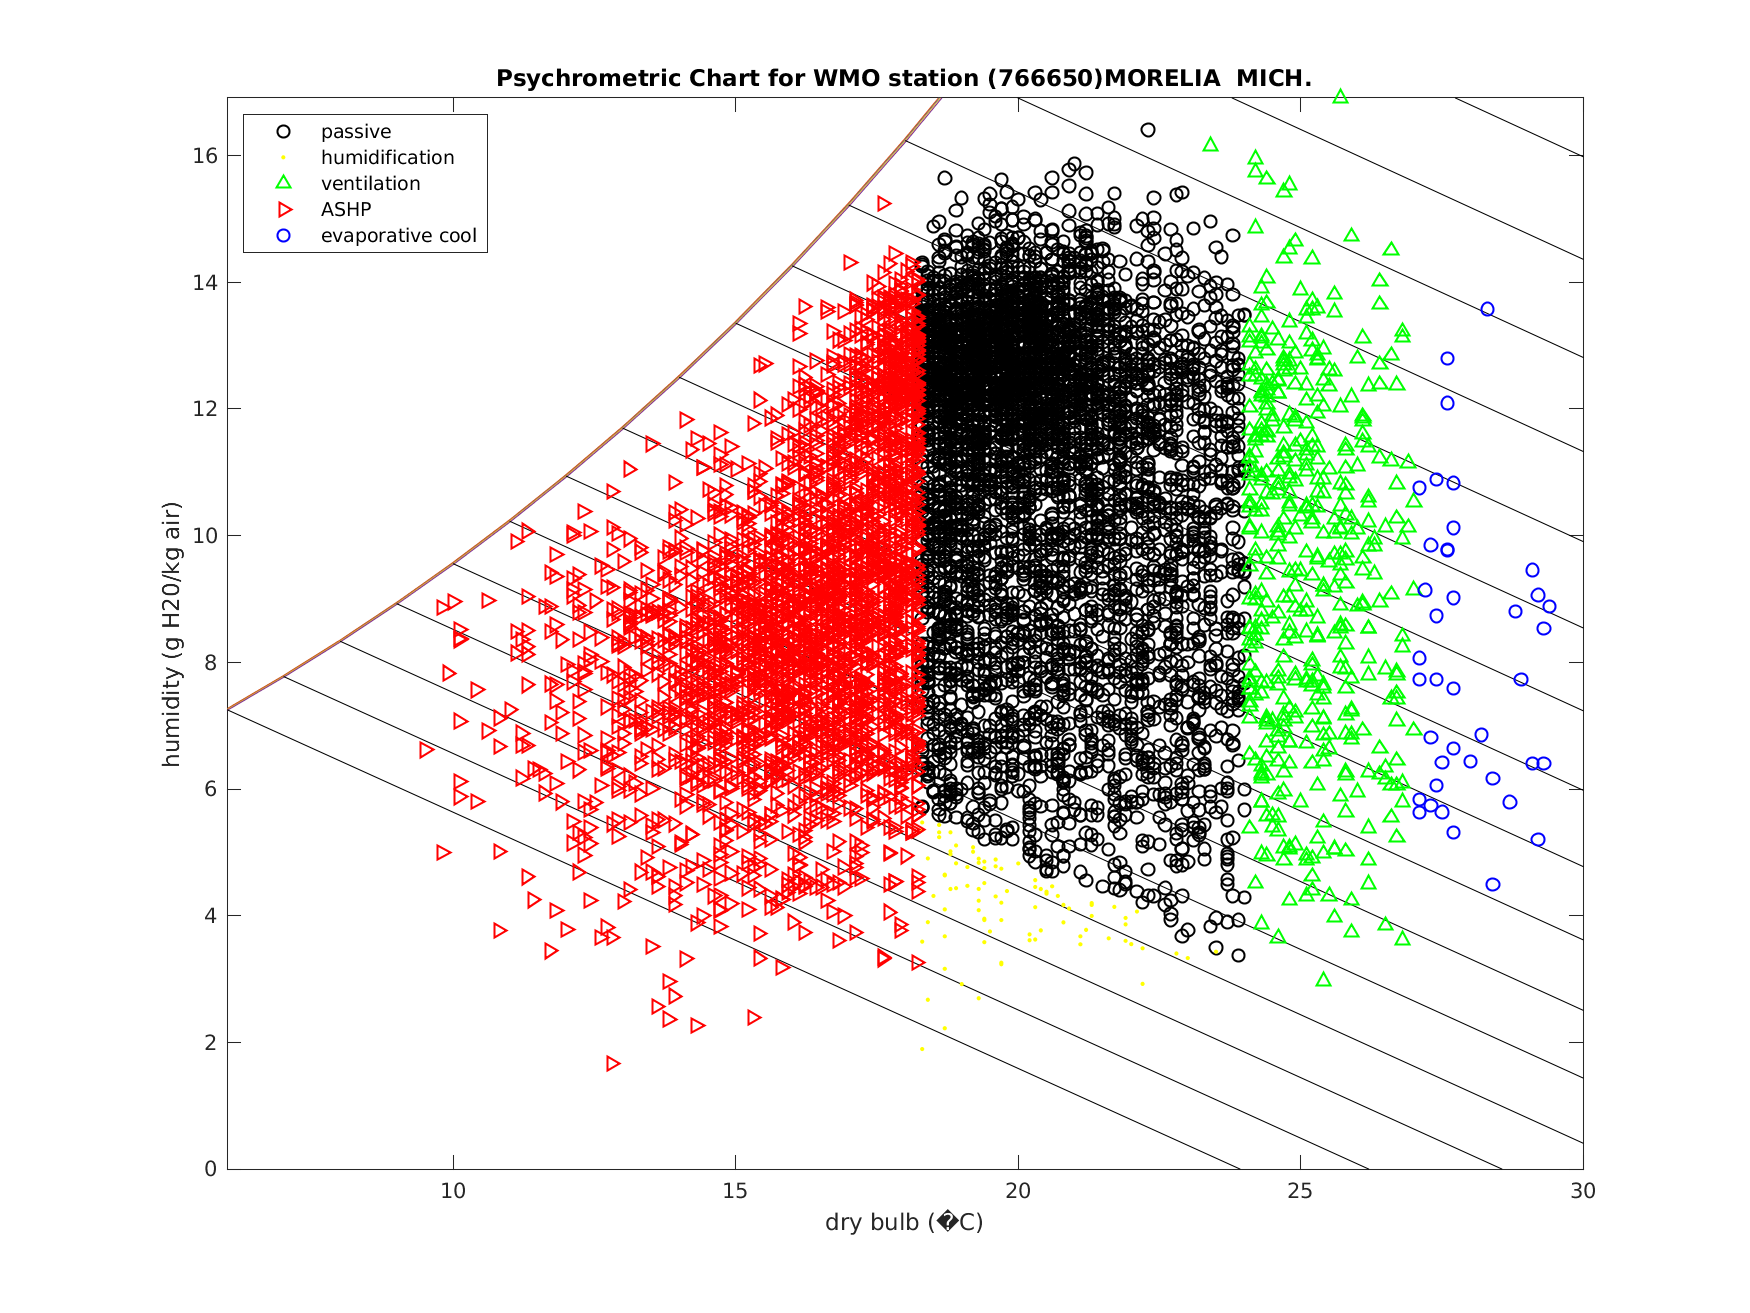 Psychrometric Chart for WMO station (766650)MORELIA  MICH.
passive
humidification
ventilation
ASHP
evaporative cool
humidity (g H20/kg air)
16
14
12
10
8
6
4
2
0
10
15
20
25
30
dry bulb (�C)